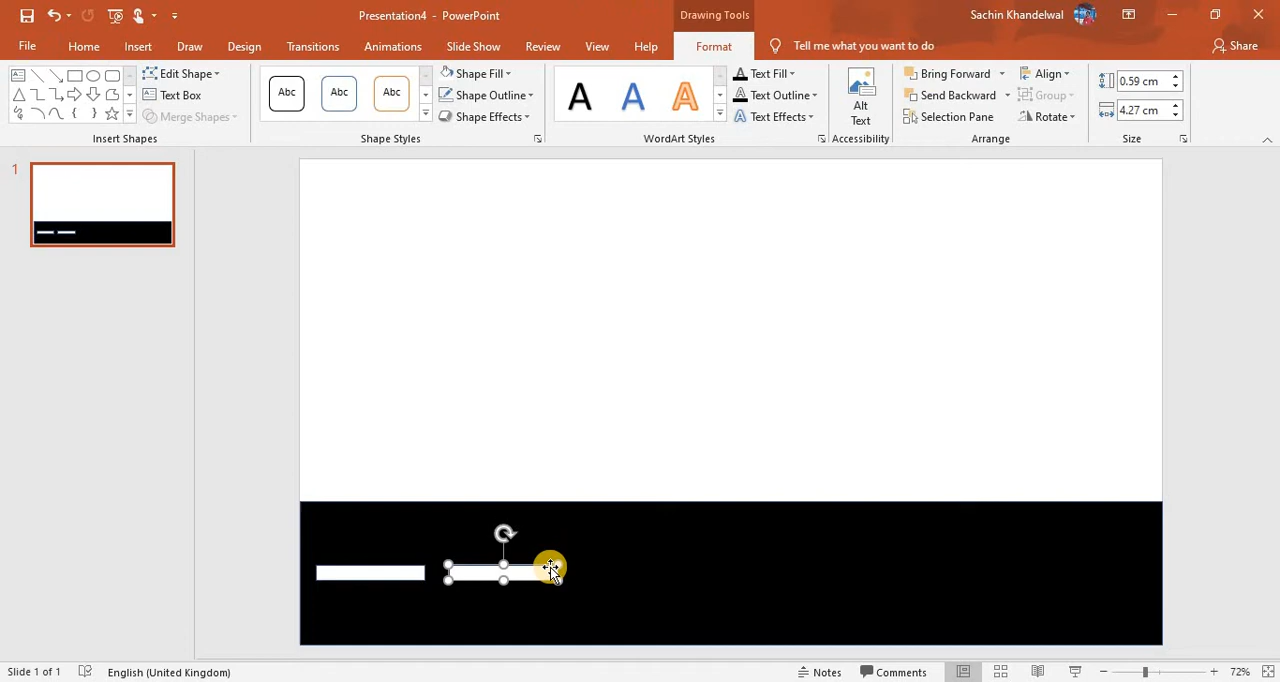 Presentation4 - PowerPoint
Drawing Tools
Sachin Khandelwal
File Home Insert Draw Design Transitions Animations Slide Show Review View Help Format Tell me what you want to do Share
Edit Shape
Text Box
Merge Shapes
Insert Shapes
Abc Abc Abc
Shape Fill
Shape Outline
Shape Effects
Shape Styles
A A A
Text Fill
Text Outline
Text Effects
WordArt Styles
Alt
Text
Accessibility
Bring Forward
Send Backward
Selection Pane
Align
Group
Rotate
Arrange
0.59 cm
4.27 cm
Size
1
Slide 1 of 1 English (United Kingdom) Notes Comments 72%